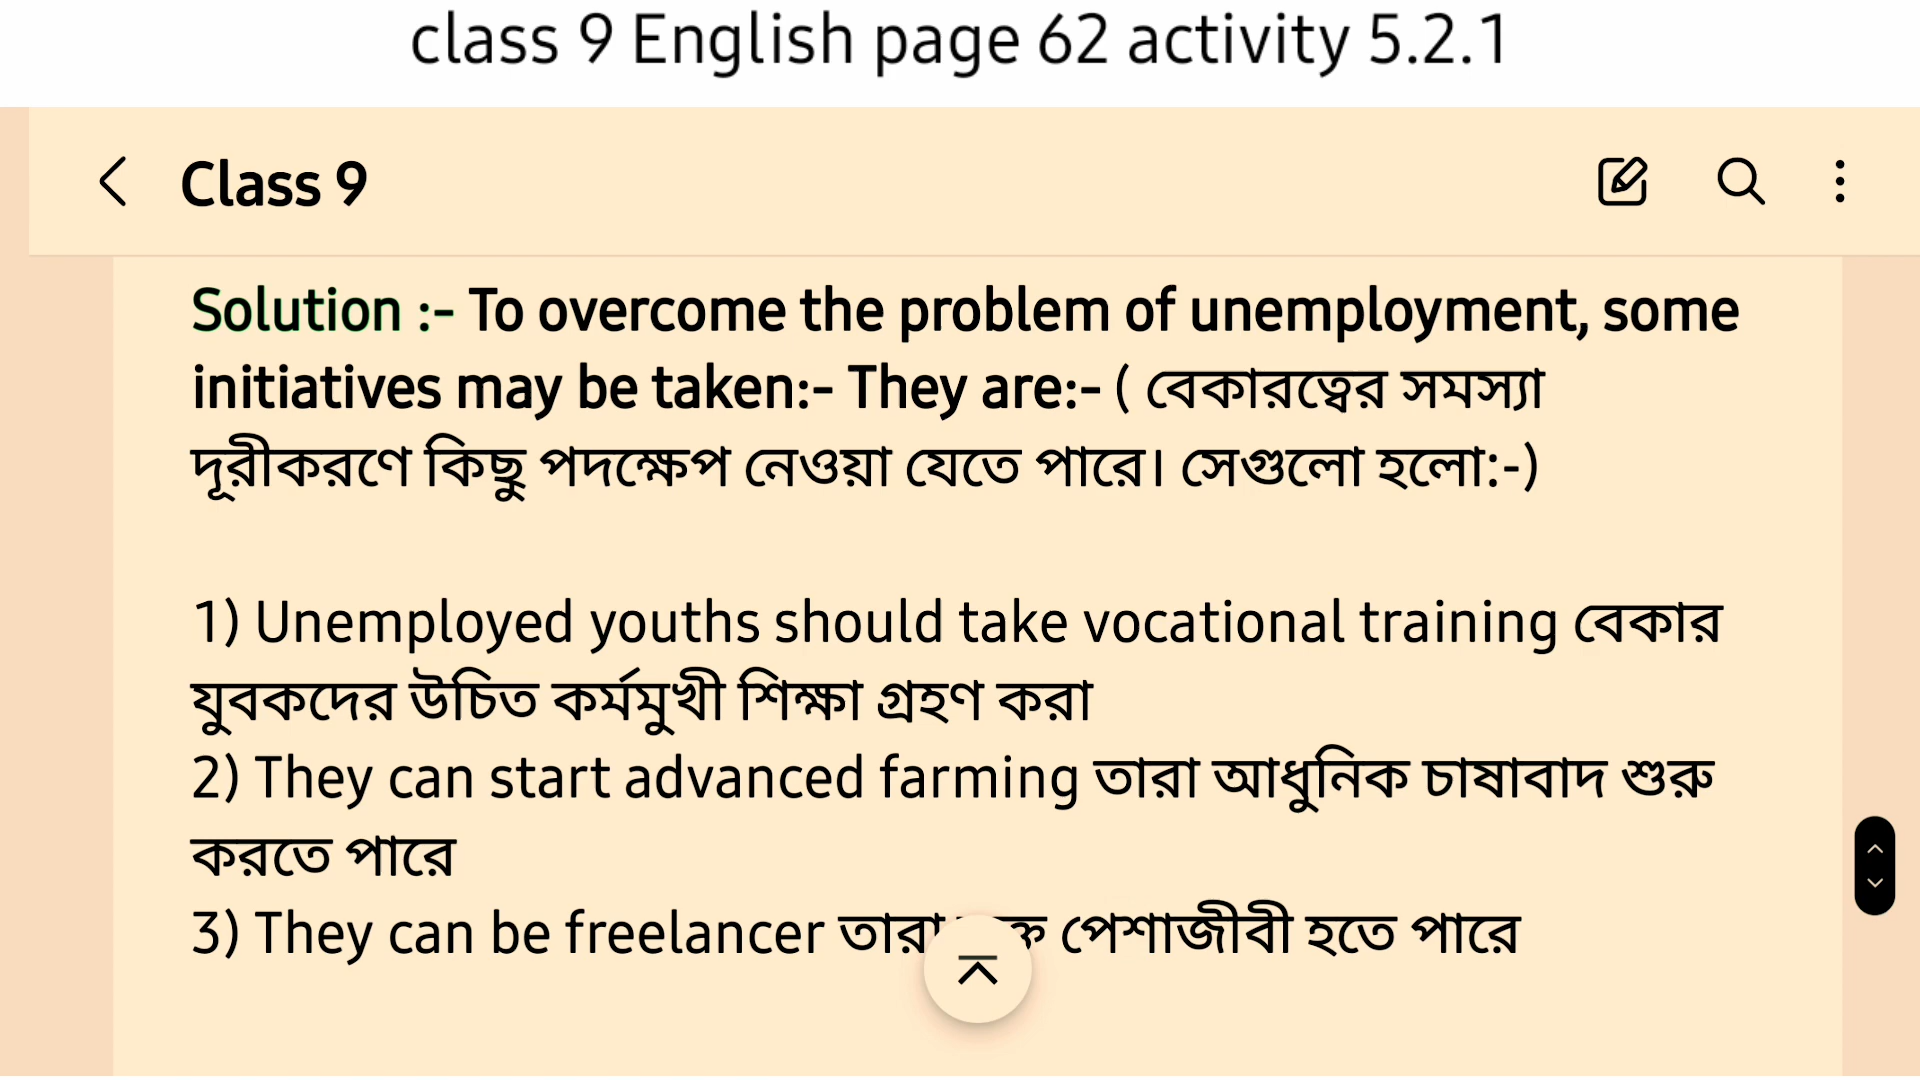 class 9 English page 62 activity 5.2.1
Class 9
Solution :- To overcome the problem of unemployment, some
initiatives may be taken:- They are:- ( বেকারত্বের সমস্যা
দূরীকরণে কিছু পদক্ষেপ নেওয়া যেতে পারে। সেগুলো হলো:-)
1) Unemployed youths should take vocational training বেকার
যুবকদের উচিত কর্মমুখী শিক্ষা গ্রহণ করা
2) They can start advanced farming তারা আধুনিক চাষাবাদ শুরু
করতে পারে
3) They can be freelancer তারা পেশাজীবী হতে পারে